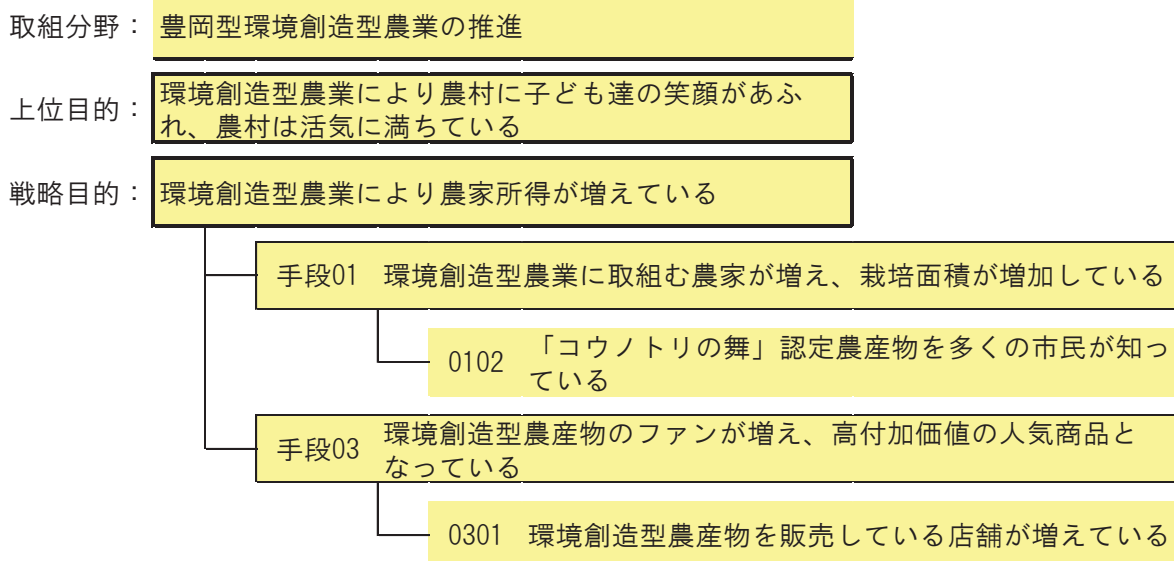 取組分野： 豊岡型環境創造型農業の推進
上位目的： 環境創造型農業により農村に子ども達の笑顔があふ
れ、農村は活気に満ちている
戦略目的： 環境創造型農業により農家所得が増えている
手段01 環境創造型農業に取組む農家が増え、栽培面積が増加している
0102 「コウノトリの舞」認定農産物を多くの市民が知っ
ている
手段03 環境創造型農産物のファンが増え、高付加価値の人気商品と
なっている
0301 環境創造型農産物を販売している店舗が増えている